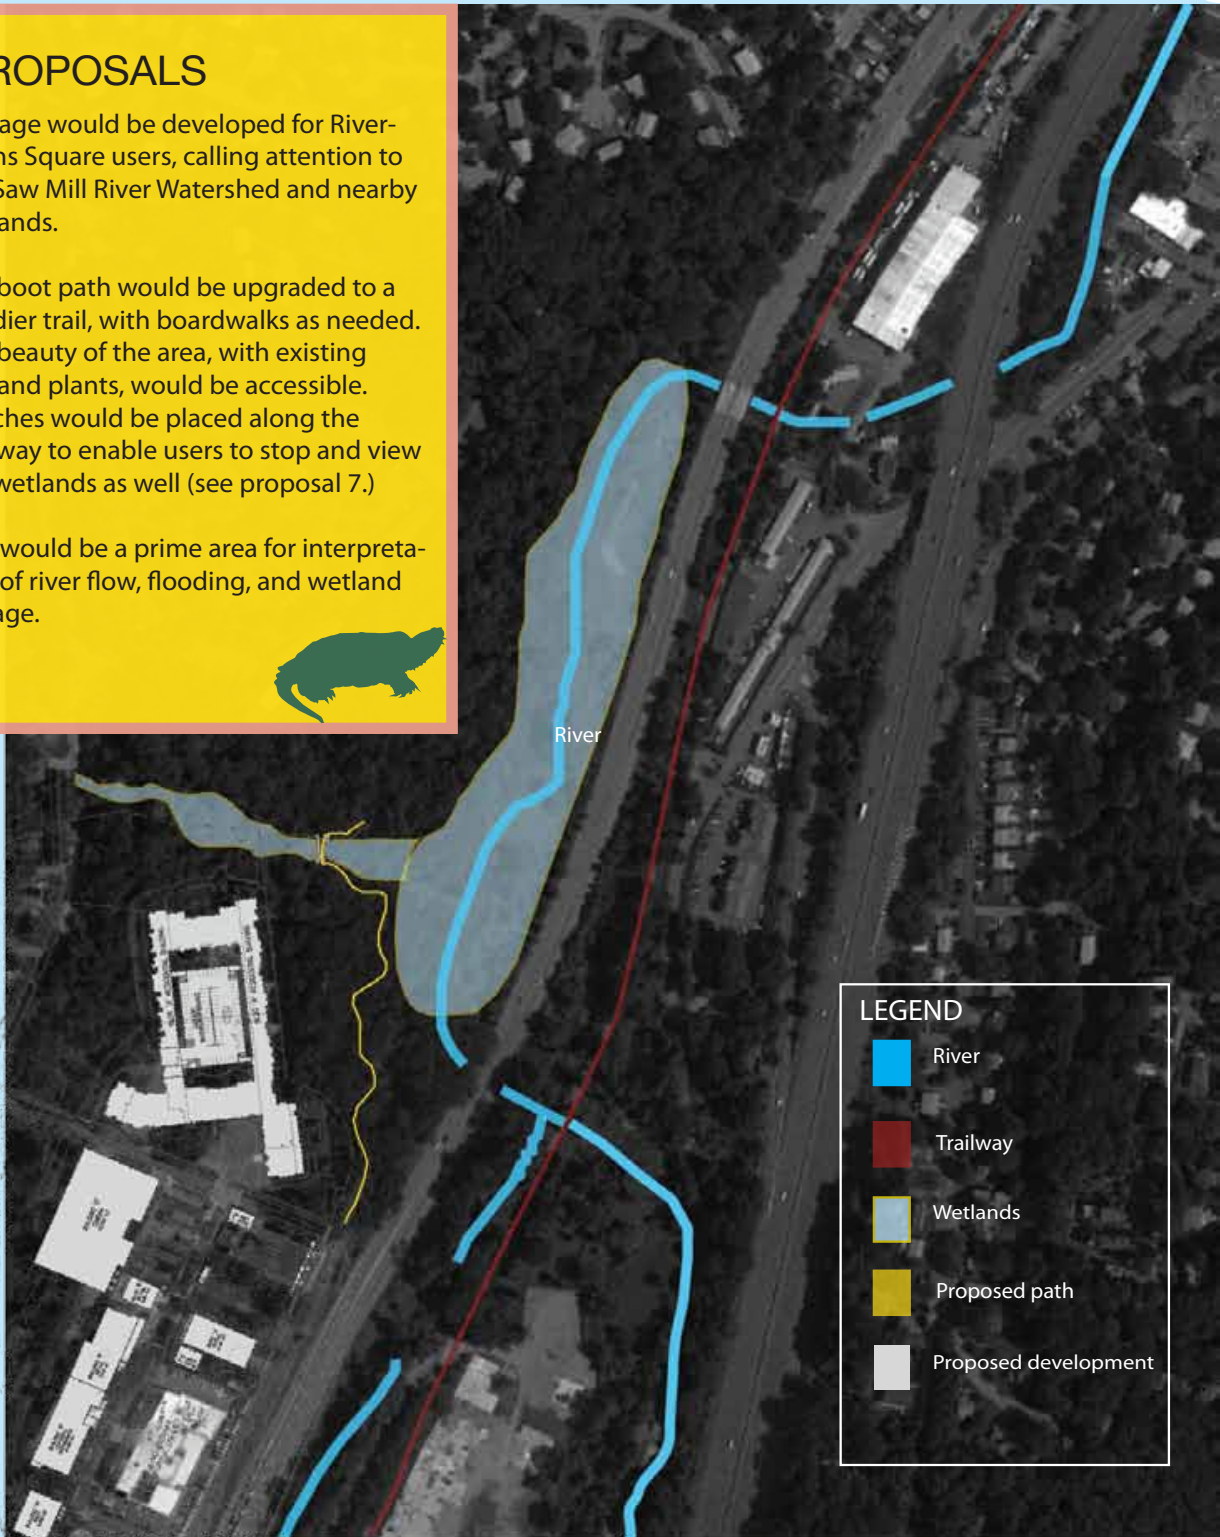 ROPOSALS
age would be developed for River-
ns Square users, calling attention to
Saw Mill River Watershed and nearby
ands.
boot path would be upgraded to a
dier trail, with boardwalks as needed.
beauty of the area, with existing
and plants, would be accessible.
ches would be placed along the
way to enable users to stop and view
wetlands as well (see proposal 7.)
would be a prime area for interpreta-
of river flow, flooding, and wetland
age.
River
LEGEND
River
Trailway
Wetlands
Proposed path
Proposed development